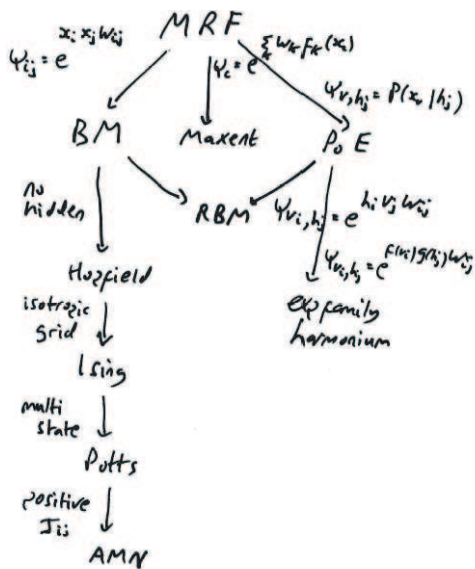 MRF
ψij = e^{xi xj wij}
ψc = e^{Σk wk fk(xc)}
ψv,hj = P(xv|hj)
BM
Maxent
PoE
no hidden
RBM
ψvi,hj = e^{hi vj wij}
Hopfield
ψvi,hj = e^{f(vi)g(hj)wij}
exp family
harmonium
isotropic
grid
Ising
multi
state
Potts
positive
Jij
AMN